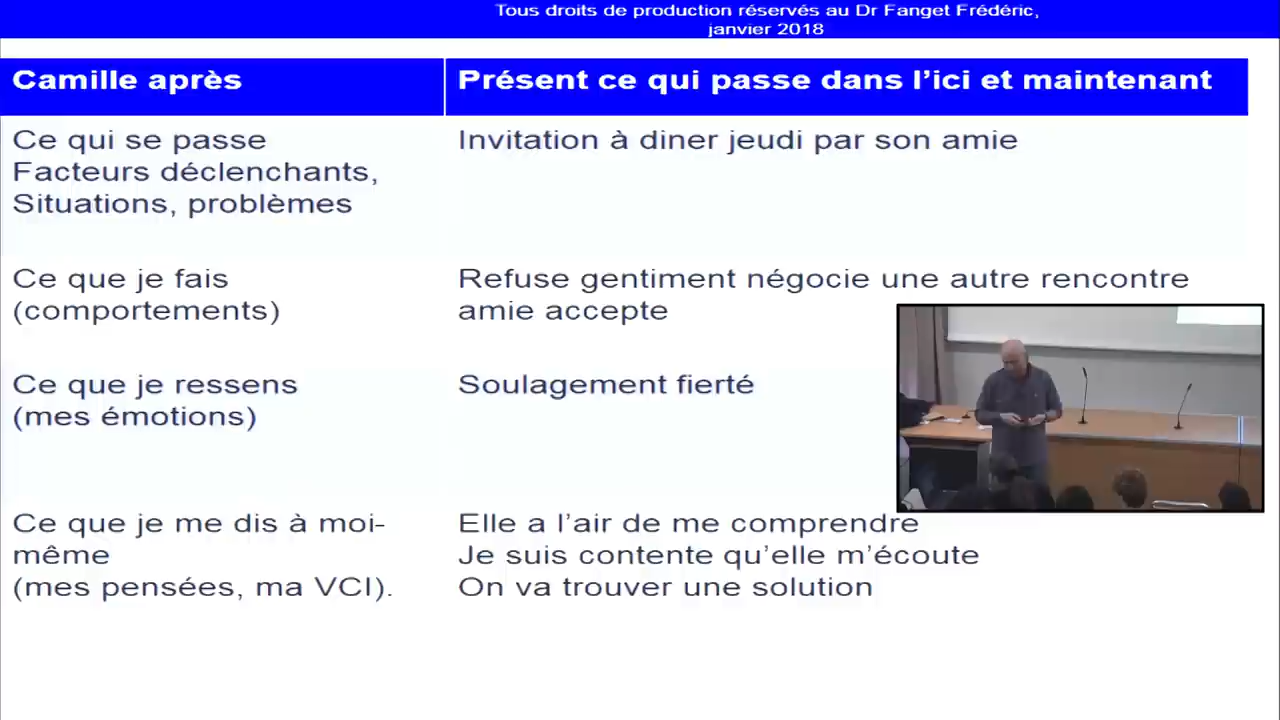 Tous droits de production réservés au Dr Fanget Frédéric,
janvier 2018
Camille après
Présent ce qui passe dans l’ici et maintenant
Ce qui se passe
Facteurs déclenchants,
Situations, problèmes
Invitation à diner jeudi par son amie
Ce que je fais
(comportements)
Refuse gentiment négocie une autre rencontre
amie accepte
Ce que je ressens
(mes émotions)
Soulagement fierté
Ce que je me dis à moi-
même
(mes pensées, ma VCI).
Elle a l’air de me comprendre
Je suis contente qu’elle m’écoute
On va trouver une solution